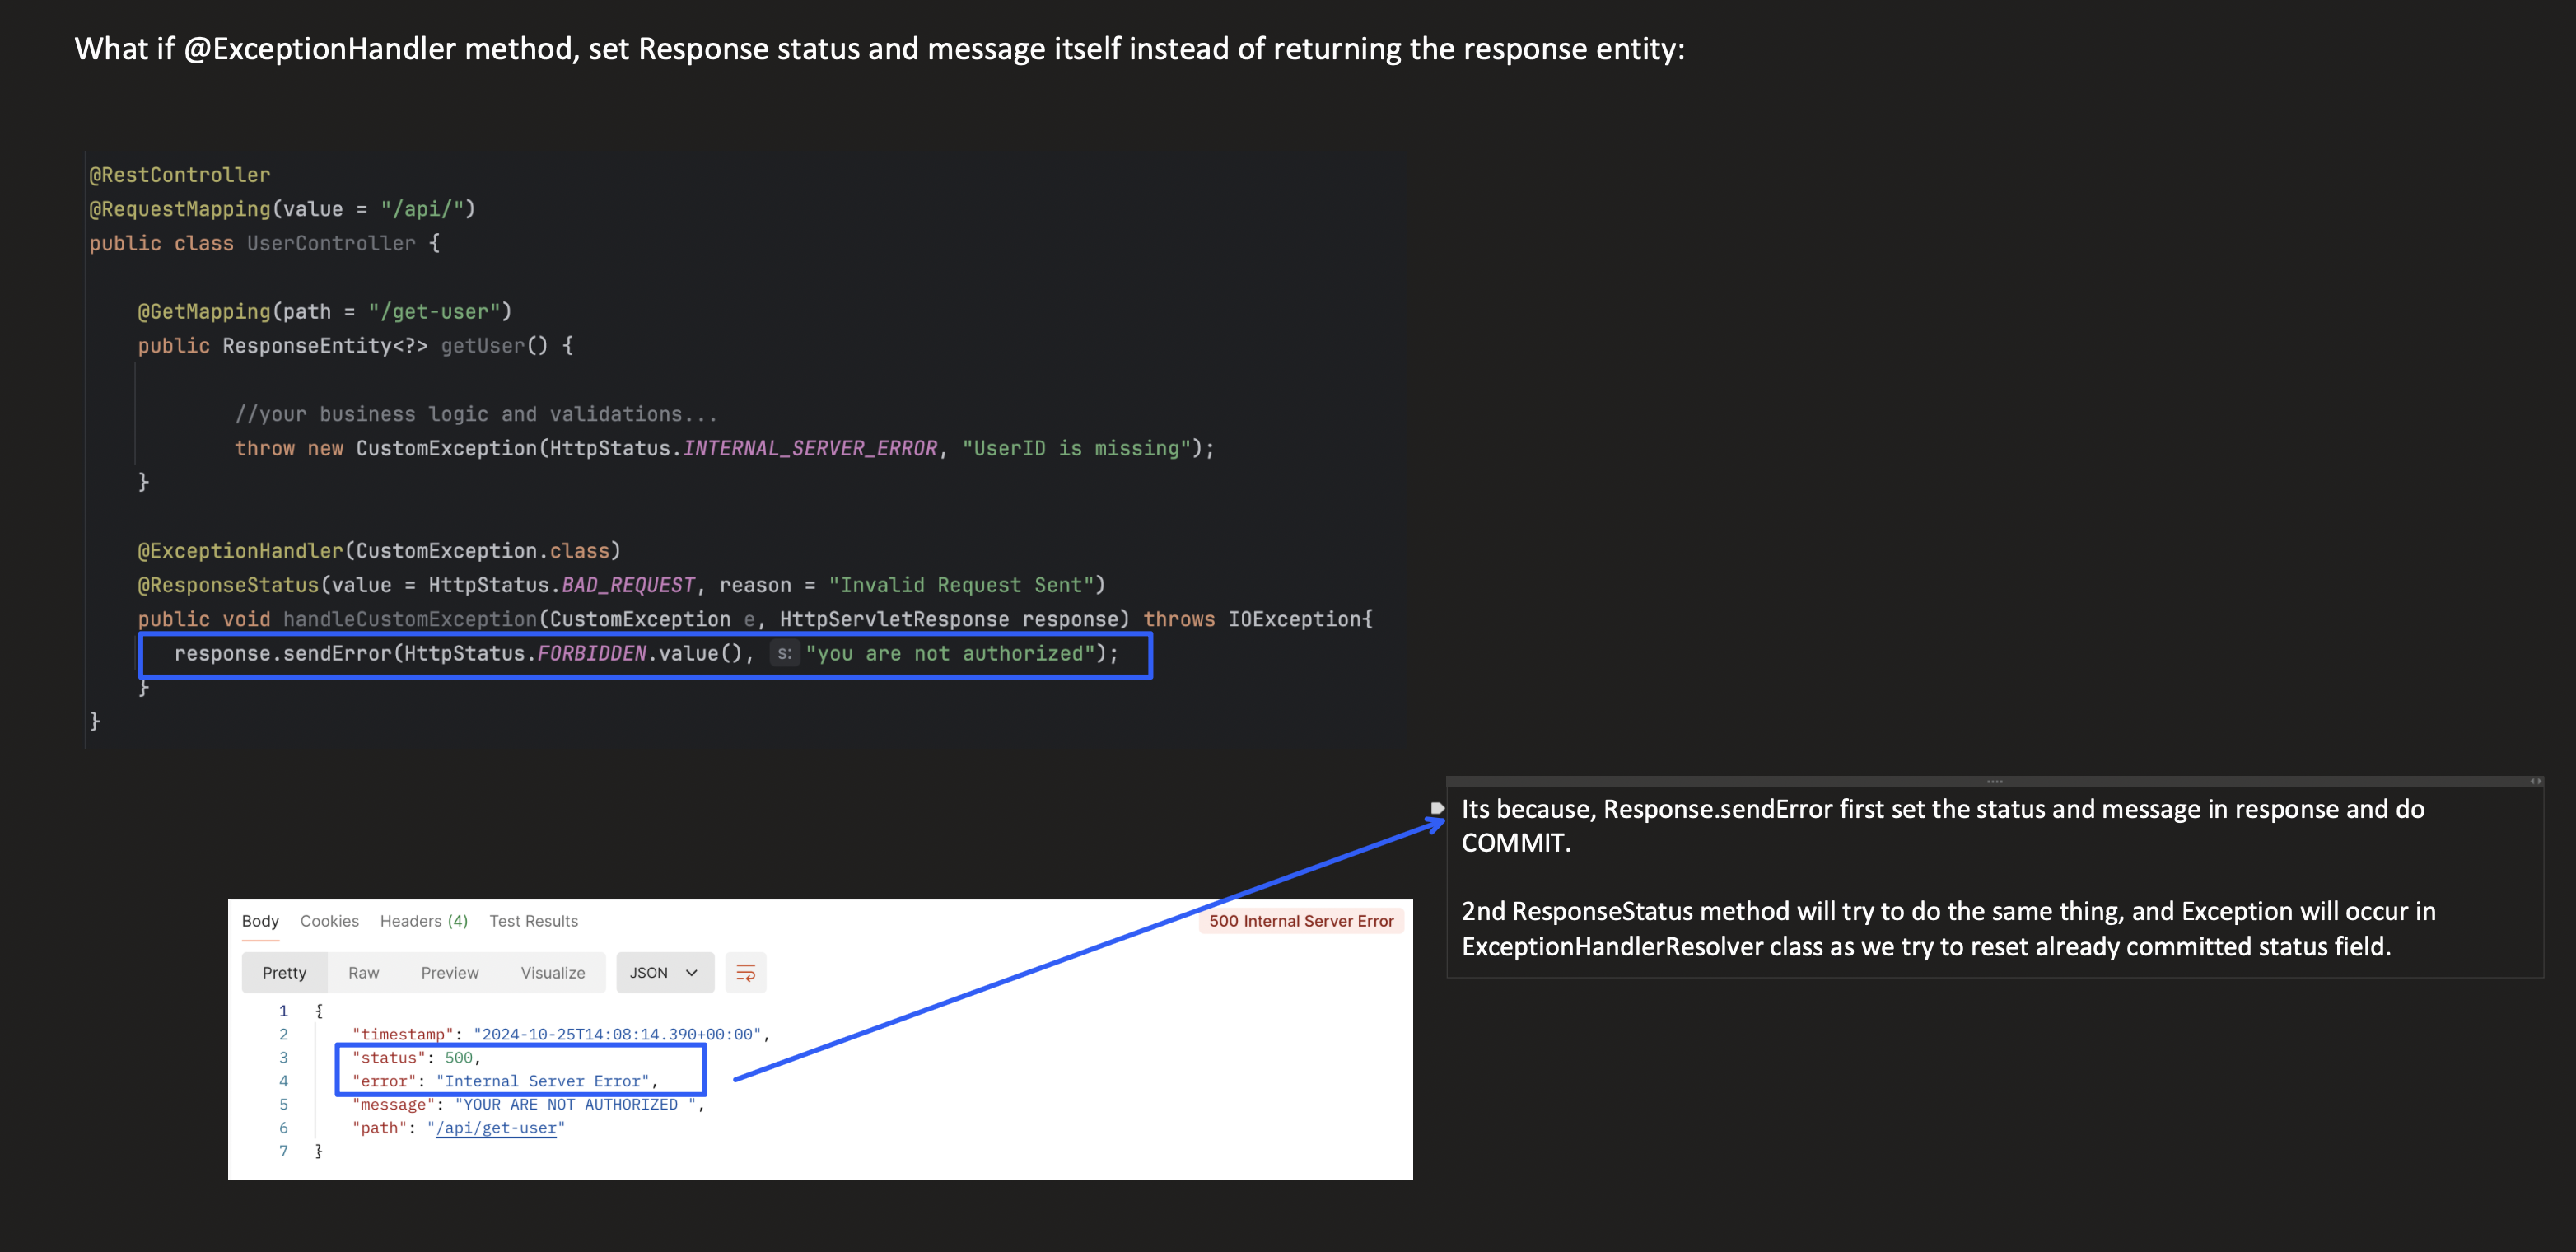 What if @ExceptionHandler method, set Response status and message itself instead of returning the response entity:
@RestController
@RequestMapping(value = "/api/")
public class UserController {
@GetMapping(path = "/get-user")
public ResponseEntity<?> getUser() {
//your business logic and validations...
throw new CustomException(HttpStatus.INTERNAL_SERVER_ERROR, "UserID is missing");
}
@ExceptionHandler(CustomException.class)
@ResponseStatus(value = HttpStatus.BAD_REQUEST, reason = "Invalid Request Sent")
public void handleCustomException(CustomException e, HttpServletResponse response) throws IOException{
response.sendError(HttpStatus.FORBIDDEN.value(), s: "you are not authorized");
}
}
Its because, Response.sendError first set the status and message in response and do
COMMIT.
2nd ResponseStatus method will try to do the same thing, and Exception will occur in
ExceptionHandlerResolver class as we try to reset already committed status field.
Body Cookies Headers (4) Test Results 500 Internal Server Error
Pretty Raw Preview Visualize JSON
1 {
2 "timestamp": "2024-10-25T14:08:14.390+00:00",
3 "status": 500,
4 "error": "Internal Server Error",
5 "message": "YOUR ARE NOT AUTHORIZED ",
6 "path": "/api/get-user"
7 }